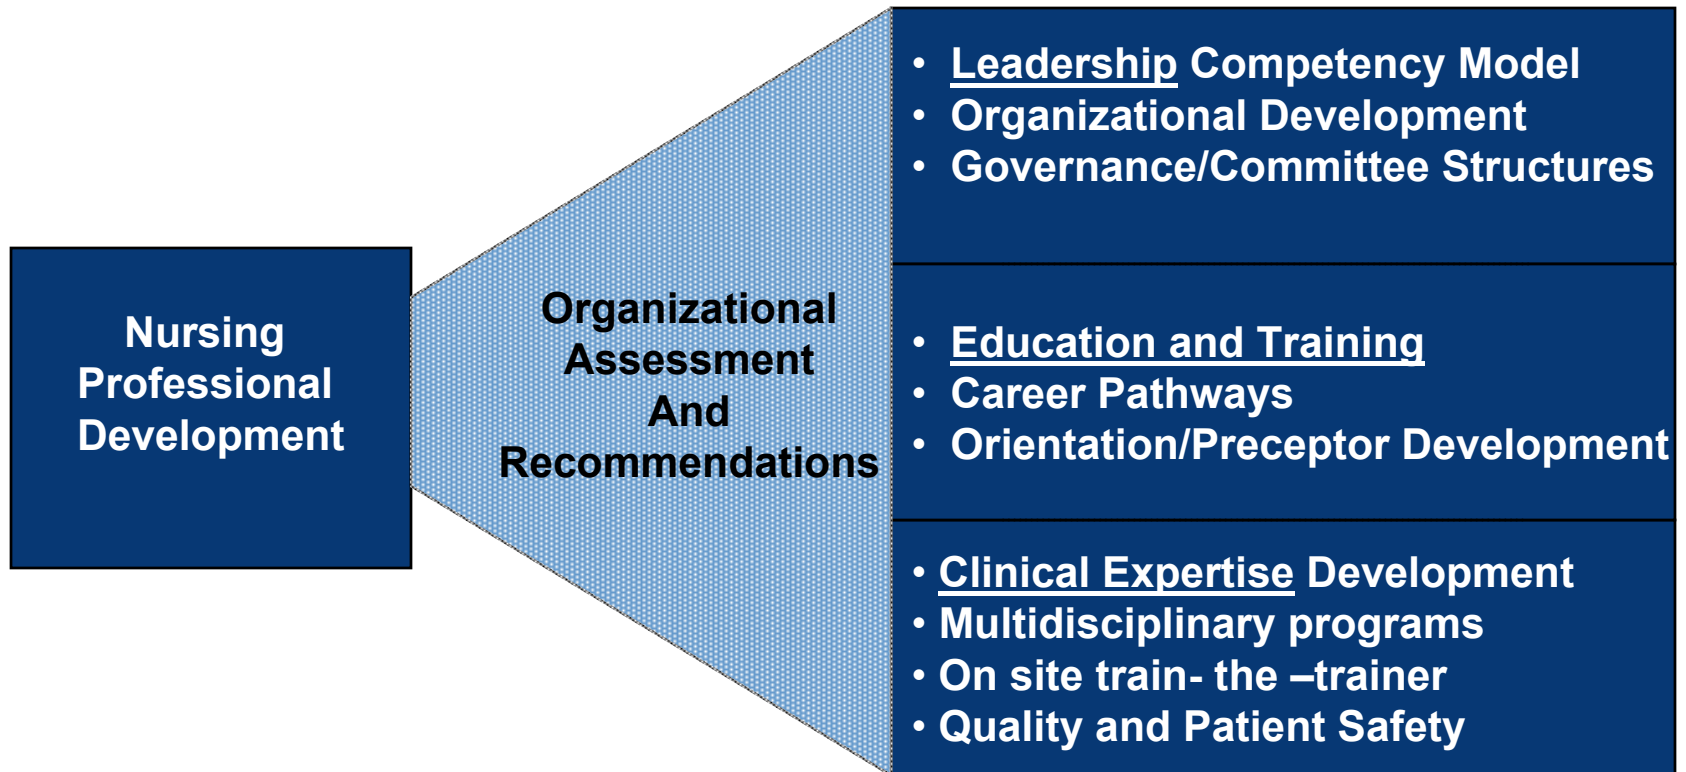 Nursing
Professional
Development
Organizational
Assessment
And
Recommendations
• Leadership Competency Model
• Organizational Development
• Governance/Committee Structures
• Education and Training
• Career Pathways
• Orientation/Preceptor Development
• Clinical Expertise Development
• Multidisciplinary programs
• On site train- the –trainer
• Quality and Patient Safety